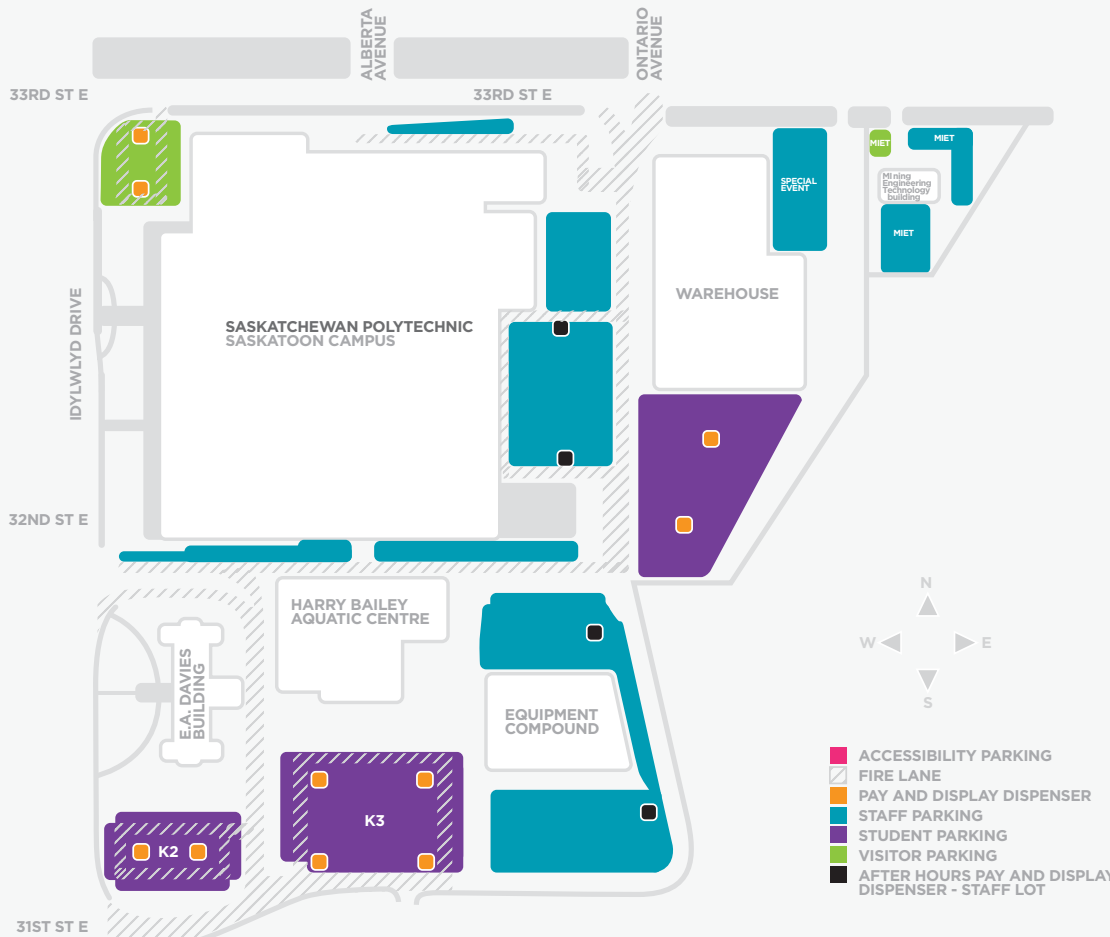 ALBERTA
AVENUE
ONTARIO
AVENUE
33RD ST E
33RD ST E
MIET
MIET
MIning
Engineering
Technology
building
SPECIAL
EVENT
MIET
WAREHOUSE
SASKATCHEWAN POLYTECHNIC
SASKATOON CAMPUS
IDYLWLYD DRIVE
32ND ST E
HARRY BAILEY
AQUATIC CENTRE
N
W
E
S
E.A. DAVIES
BUILDING
EQUIPMENT
COMPOUND
K3
K2
ACCESSIBILITY PARKING
FIRE LANE
PAY AND DISPLAY DISPENSER
STAFF PARKING
STUDENT PARKING
VISITOR PARKING
AFTER HOURS PAY AND DISPLAY
DISPENSER - STAFF LOT
31ST ST E